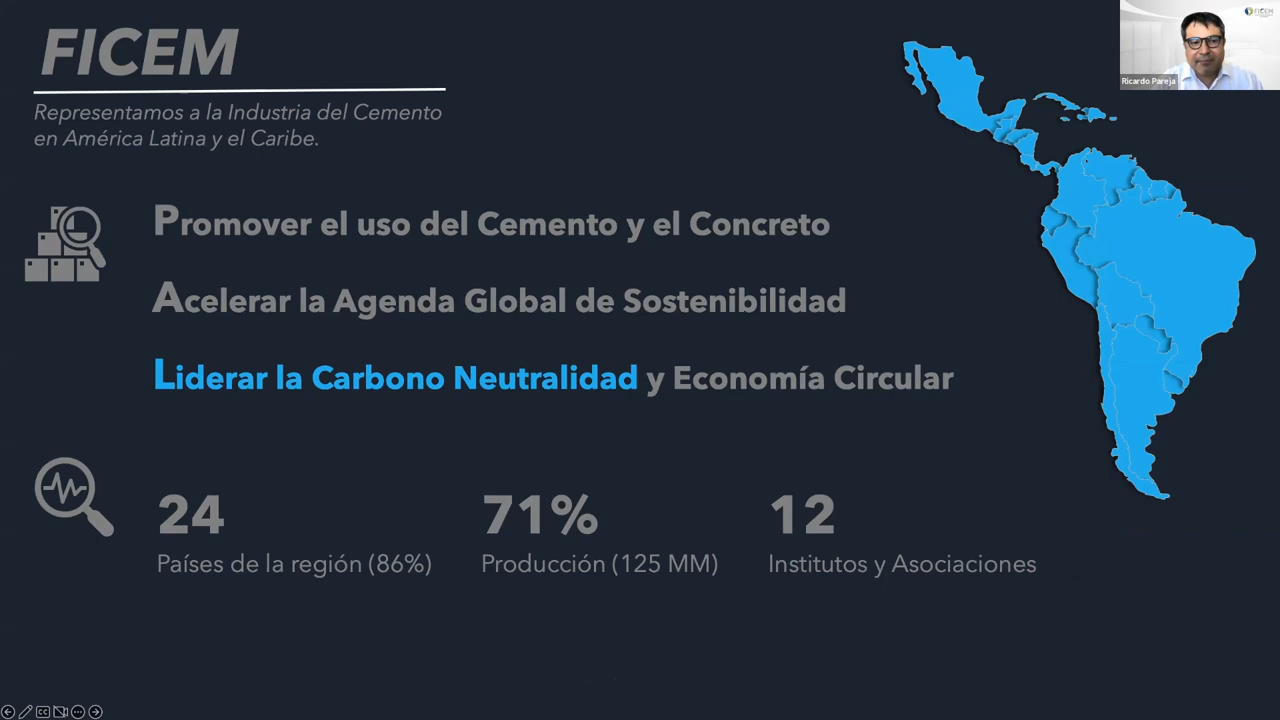 FICEM
Representamos a la Industria del Cemento
en América Latina y el Caribe.
FICEM
Ricardo Pareja
Promover el uso del Cemento y el Concreto
Acelerar la Agenda Global de Sostenibilidad
Liderar la Carbono Neutralidad y Economía Circular
24
Países de la región (86%)
71%
Producción (125 MM)
12
Institutos y Asociaciones
CC